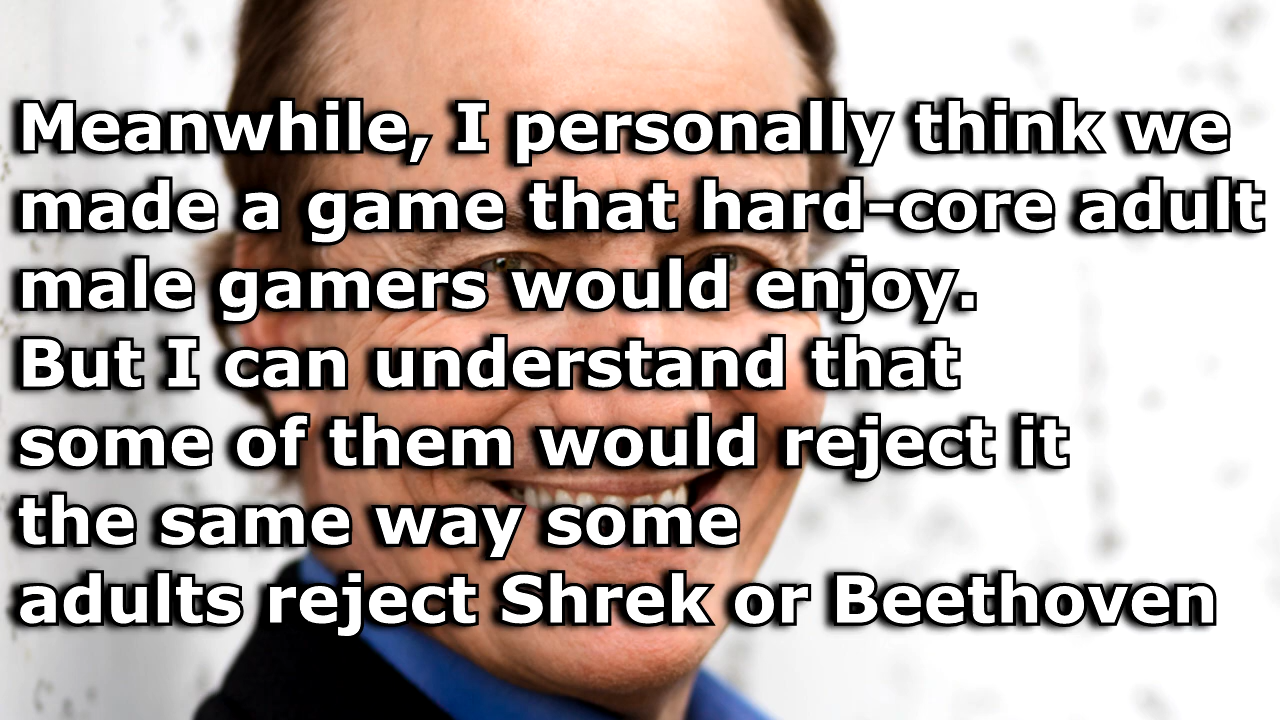 Meanwhile, I personally think we
made a game that hard-core adult
male gamers would enjoy.
But I can understand that
some of them would reject it
the same way some
adults reject Shrek or Beethoven